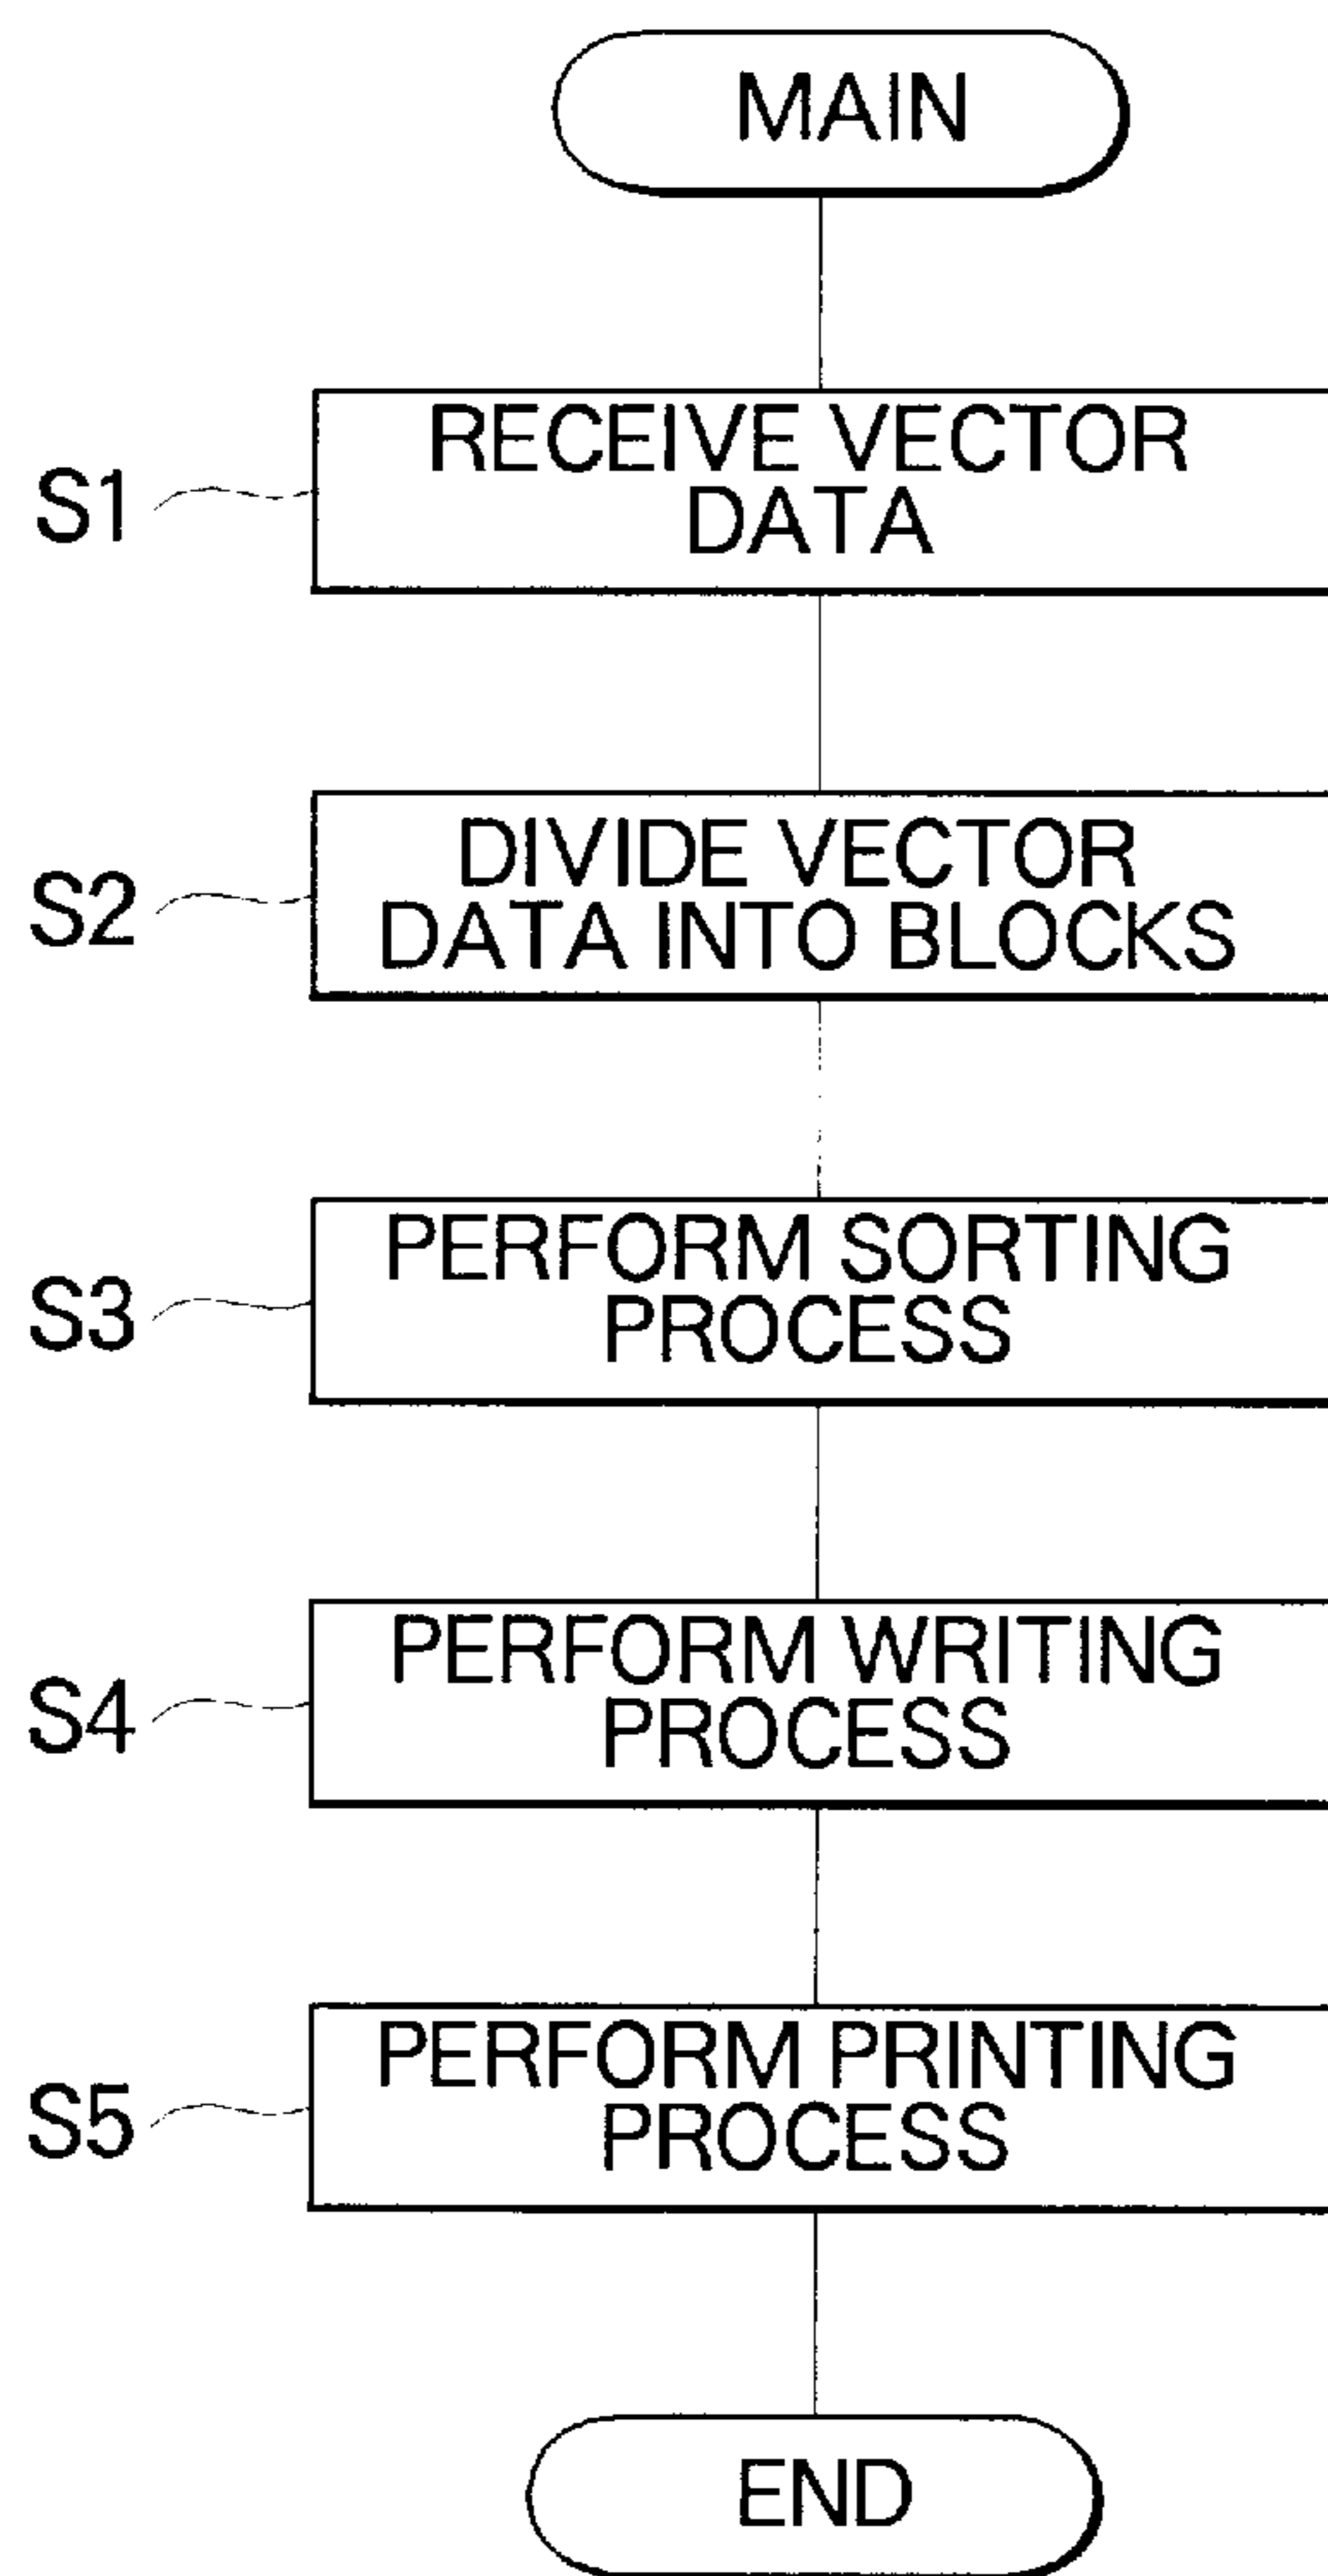 MAIN
S1
RECEIVE VECTOR
DATA
S2
DIVIDE VECTOR
DATA INTO BLOCKS
S3
PERFORM SORTING
PROCESS
S4
PERFORM WRITING
PROCESS
S5
PERFORM PRINTING
PROCESS
END